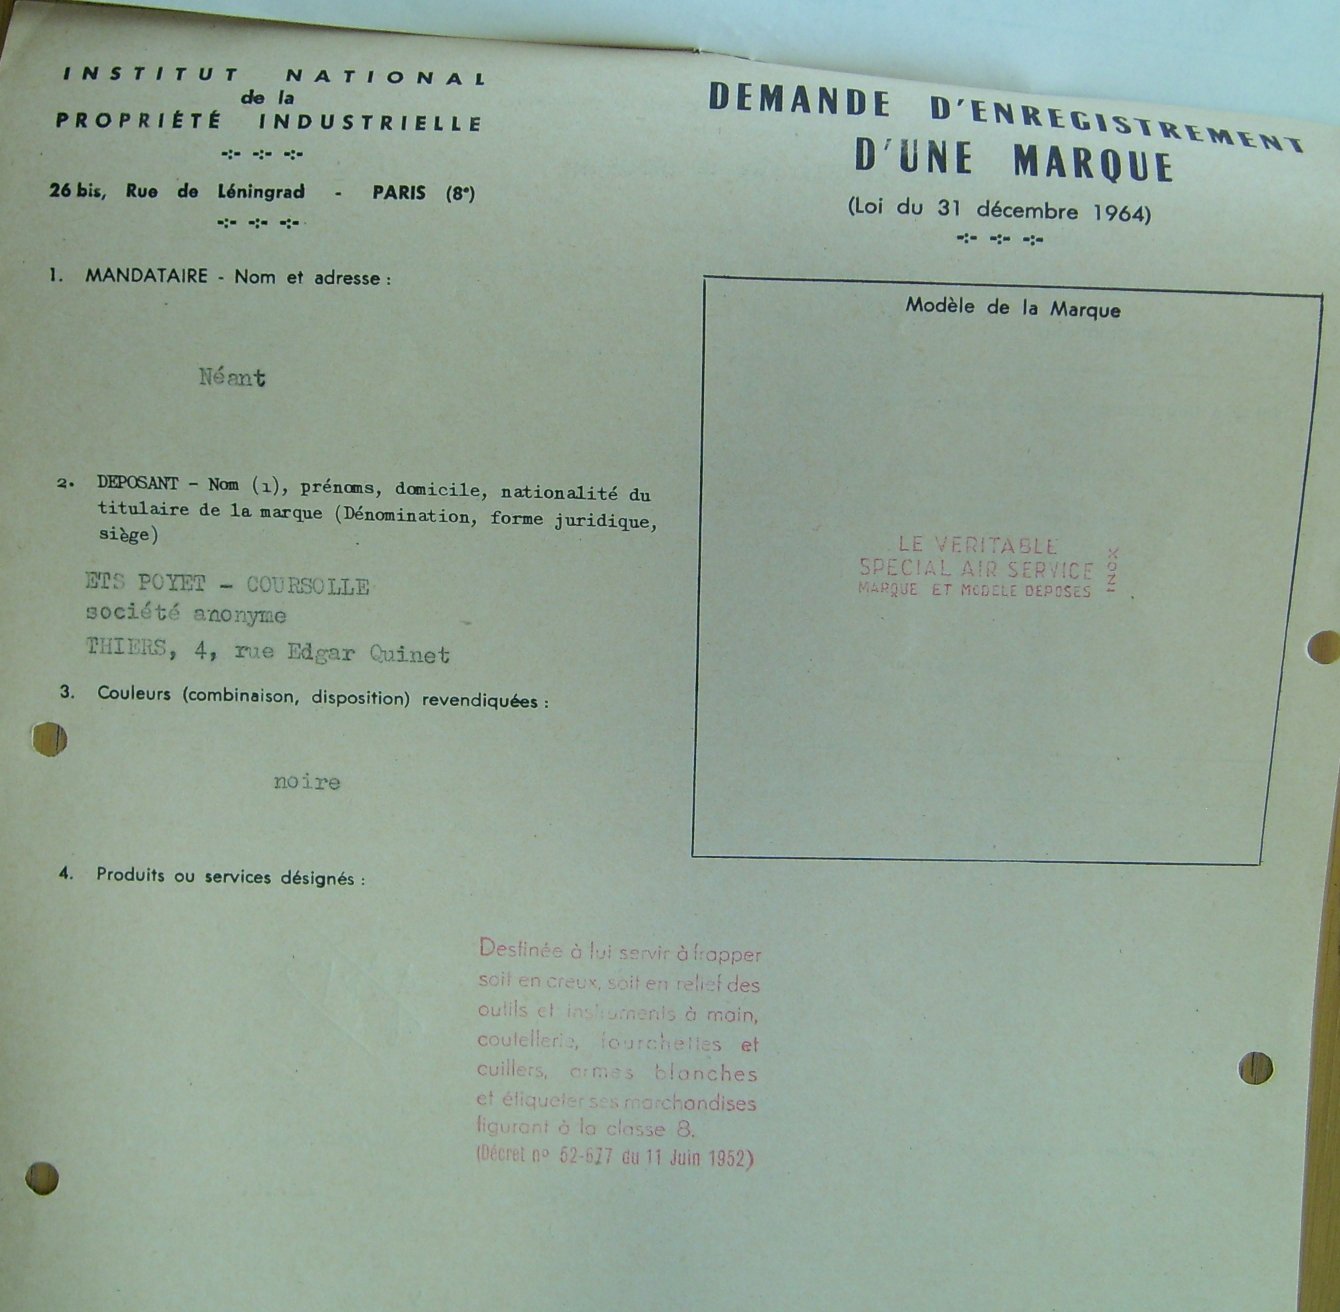 INSTITUT NATIONAL
de la
PROPRIÉTÉ INDUSTRIELLE
-:- -:- -:-
26 bis, Rue de Léningrad - PARIS (8e)
-:- -:- -:-
DEMANDE D'ENREGISTREMENT
D'UNE MARQUE
(Loi du 31 décembre 1964)
-:- -:- -:-
1. MANDATAIRE - Nom et adresse :
Néant
2. DEPOSANT - Nom (1), prénoms, domicile, nationalité du
titulaire de la marque (Dénomination, forme juridique,
siège)
ETS POYET - COURSOLLE
société anonyme
THIERS, 4, rue Edgar Quinet
3. Couleurs (combinaison, disposition) revendiquées :
noire
4. Produits ou services désignés :
Destinée à lui servir à frapper
soit en creux, soit en relief des
outils et instruments à main,
coutellerie, fourchettes et
cuillers, armes blanches
et étiqueter ses marchandises
figurant à la classe 8.
(Décret nº 52-677 du 11 Juin 1952)
Modèle de la Marque
LE VERITABLE
SPECIAL AIR SERVICE
MARQUE ET MODELE DEPOSES
INOX